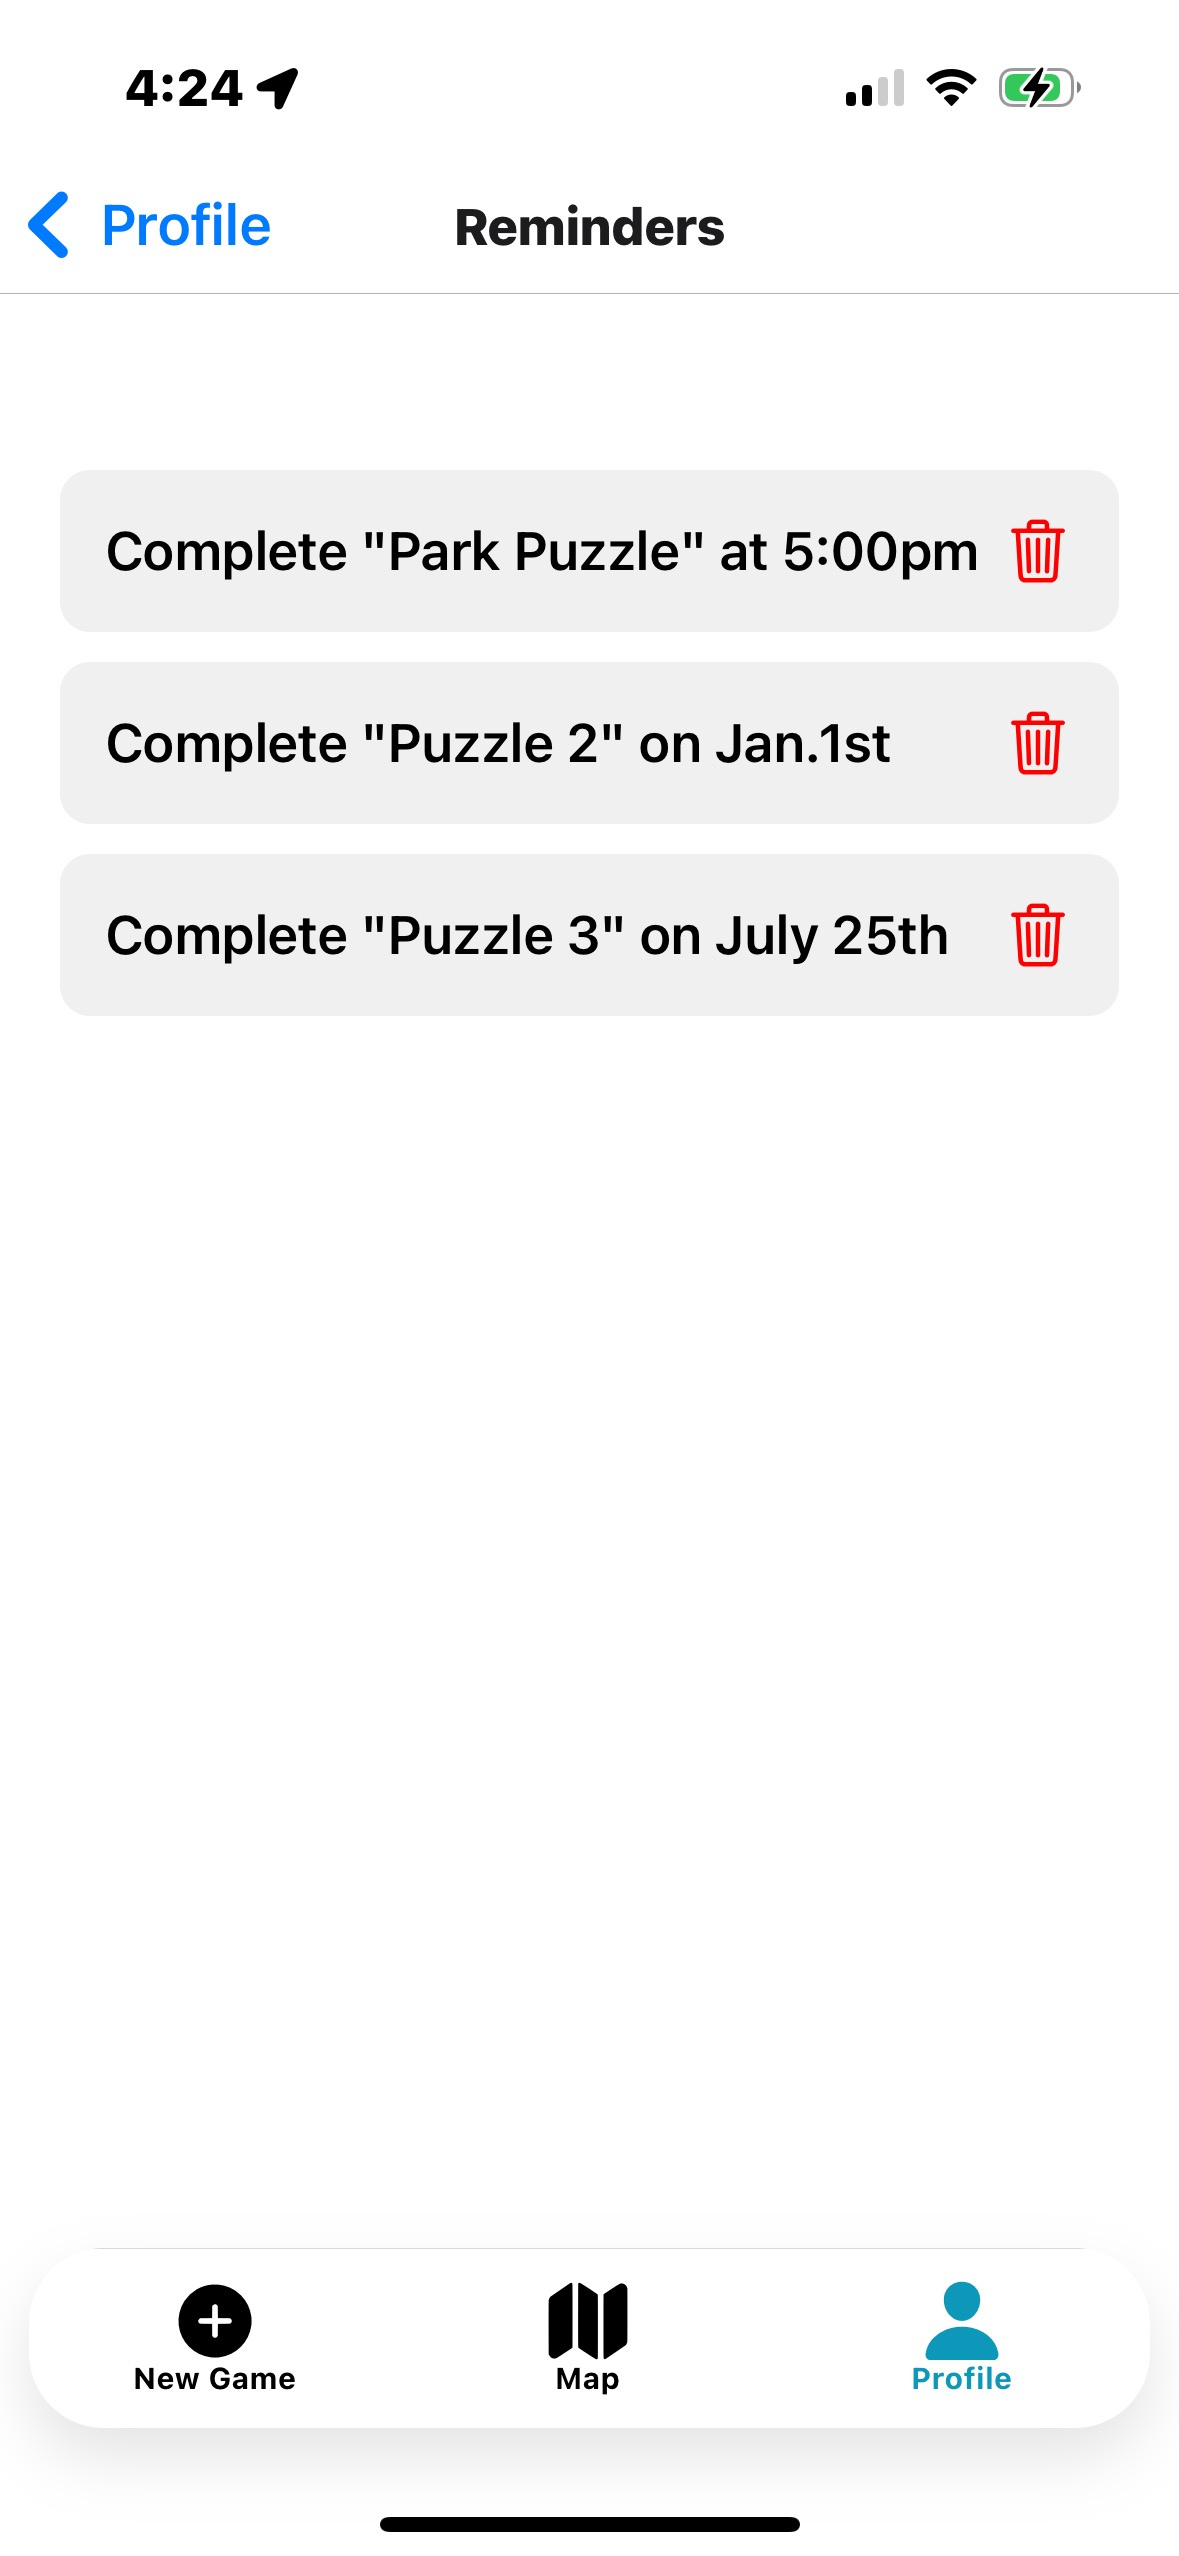 4:24
Profile
Reminders
Complete "Park Puzzle" at 5:00pm
Complete "Puzzle 2" on Jan.1st
Complete "Puzzle 3" on July 25th
New Game
Map
Profile